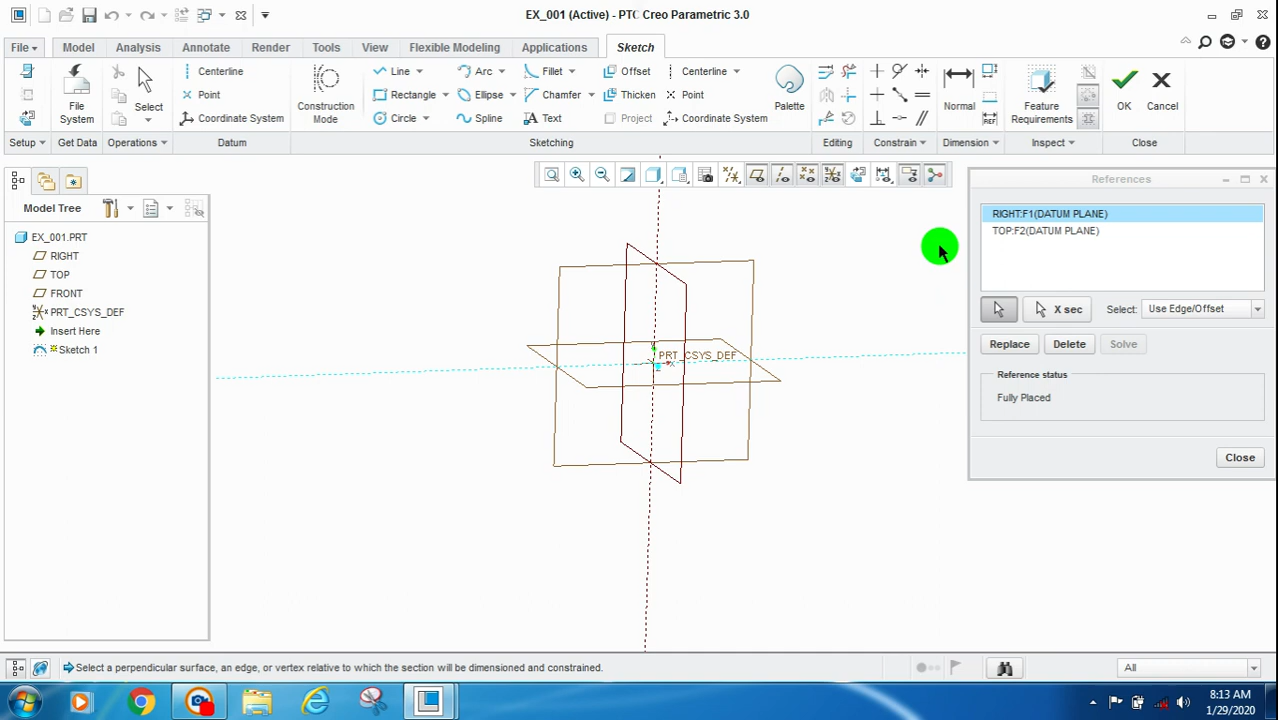 EX_001 (Active) - PTC Creo Parametric 3.0
File
Model
Analysis
Annotate
Render
Tools
View
Flexible Modeling
Applications
Sketch
File System
Select
Centerline
Point
Coordinate System
Construction Mode
Line
Rectangle
Circle
Arc
Ellipse
Spline
Fillet
Chamfer
Text
Offset
Thicken
Project
Centerline
Point
Coordinate System
Palette
Normal
Feature Requirements
OK
Cancel
Setup
Get Data
Operations
Datum
Sketching
Editing
Constrain
Dimension
Inspect
Close
Model Tree
EX_001.PRT
RIGHT
TOP
FRONT
PRT_CSYS_DEF
Insert Here
Sketch 1
PRT_CSYS_DEF
References
RIGHT:F1(DATUM PLANE)
TOP:F2(DATUM PLANE)
X sec
Select:
Use Edge/Offset
Replace
Delete
Solve
Reference status
Fully Placed
Close
Select a perpendicular surface, an edge, or vertex relative to which the section will be dimensioned and constrained.
All
8:13 AM
1/29/2020